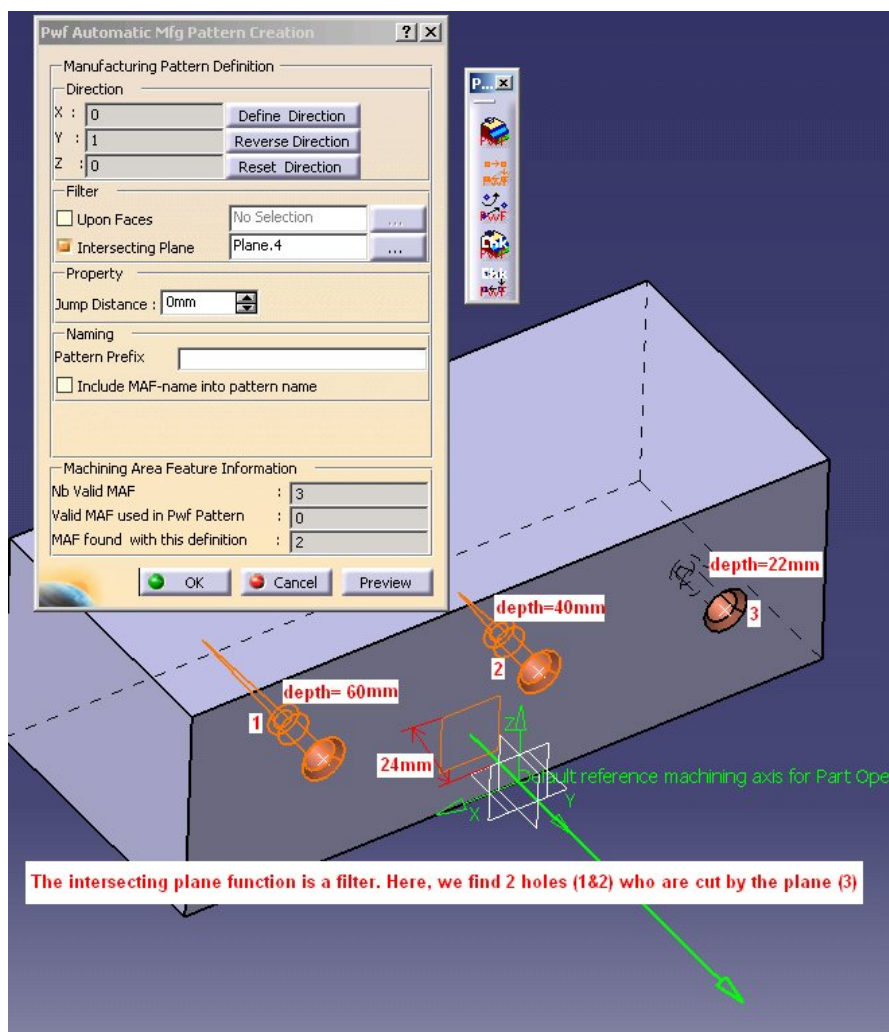 Pwf Automatic Mfg Pattern Creation
Manufacturing Pattern Definition
Direction
X : 0 Define Direction
Y : 1 Reverse Direction
Z : 0 Reset Direction
Filter
Upon Faces No Selection ...
Intersecting Plane Plane.4 ...
Property
Jump Distance : 0mm
Naming
Pattern Prefix
Include MAF-name into pattern name
Machining Area Feature Information
Nb Valid MAF : 3
Valid MAF used in Pwf Pattern : 0
MAF found with this definition : 2
OK Cancel Preview
P...
depth=22mm
3
depth=40mm
2
depth= 60mm
1
24mm
Z
Default reference machining axis for Part Ope
X
Y
The intersecting plane function is a filter. Here, we find 2 holes (1&2) who are cut by the plane (3)